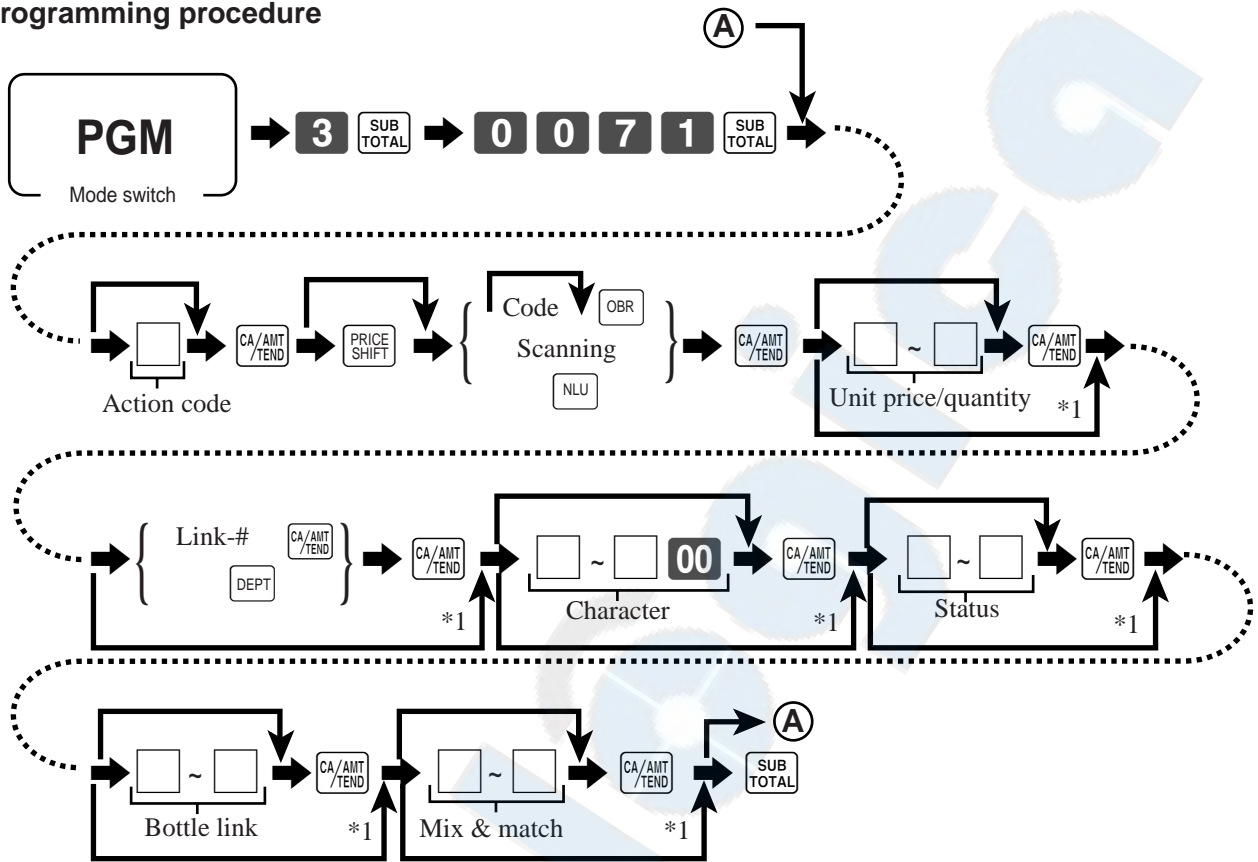 rogramming procedure
A
PGM
Mode switch
3 SUB TOTAL 0 0 7 1 SUB TOTAL
Action code
CA/AMT /TEND
PRICE SHIFT
Code OBR
Scanning
NLU
CA/AMT /TEND
~
Unit price/quantity
CA/AMT /TEND
*1
Link-# CA/AMT /TEND
DEPT
CA/AMT /TEND
*1
~ 00
Character
CA/AMT /TEND
*1
~
Status
CA/AMT /TEND
*1
~
Bottle link
CA/AMT /TEND
*1
~
Mix & match
CA/AMT /TEND
*1
A
SUB TOTAL